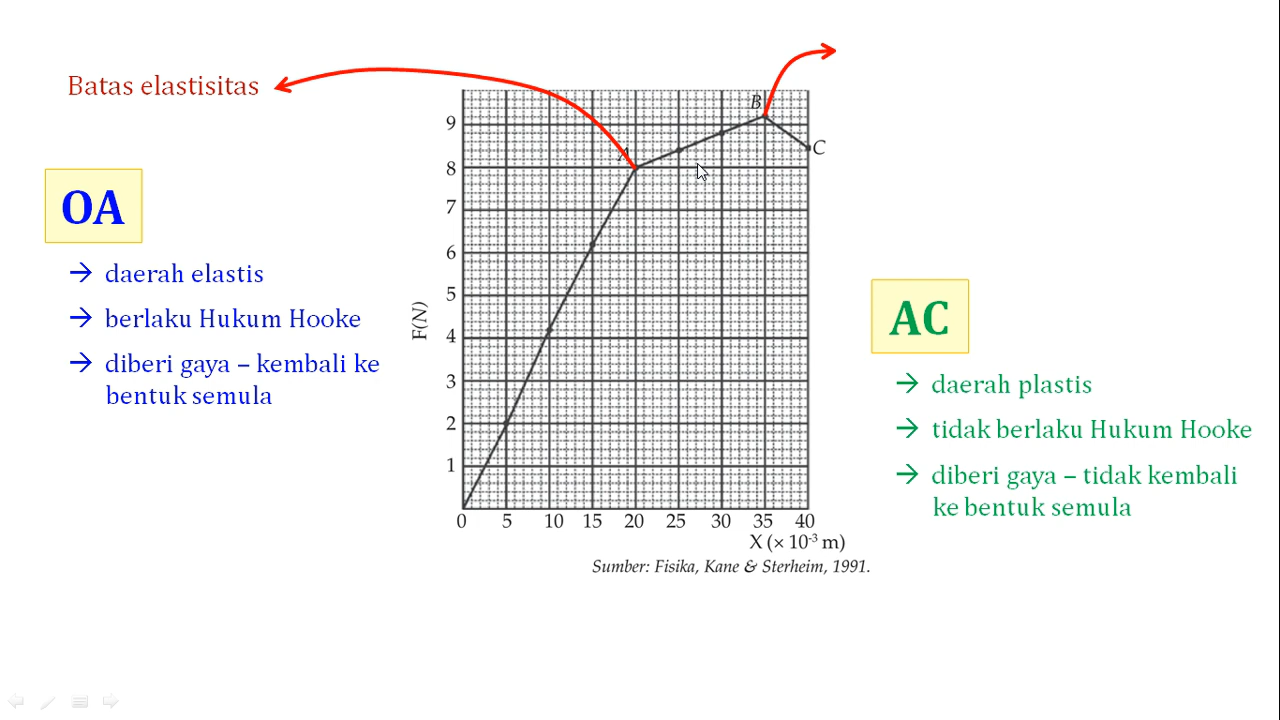 Batas elastisitas
OA
→ daerah elastis
→ berlaku Hukum Hooke
→ diberi gaya – kembali ke
bentuk semula
F(N)
9
8
7
6
5
4
3
2
1
0 5 10 15 20 25 30 35 40
X (× 10⁻³ m)
A
B
C
Sumber: Fisika, Kane & Sterheim, 1991.
AC
→ daerah plastis
→ tidak berlaku Hukum Hooke
→ diberi gaya – tidak kembali
ke bentuk semula